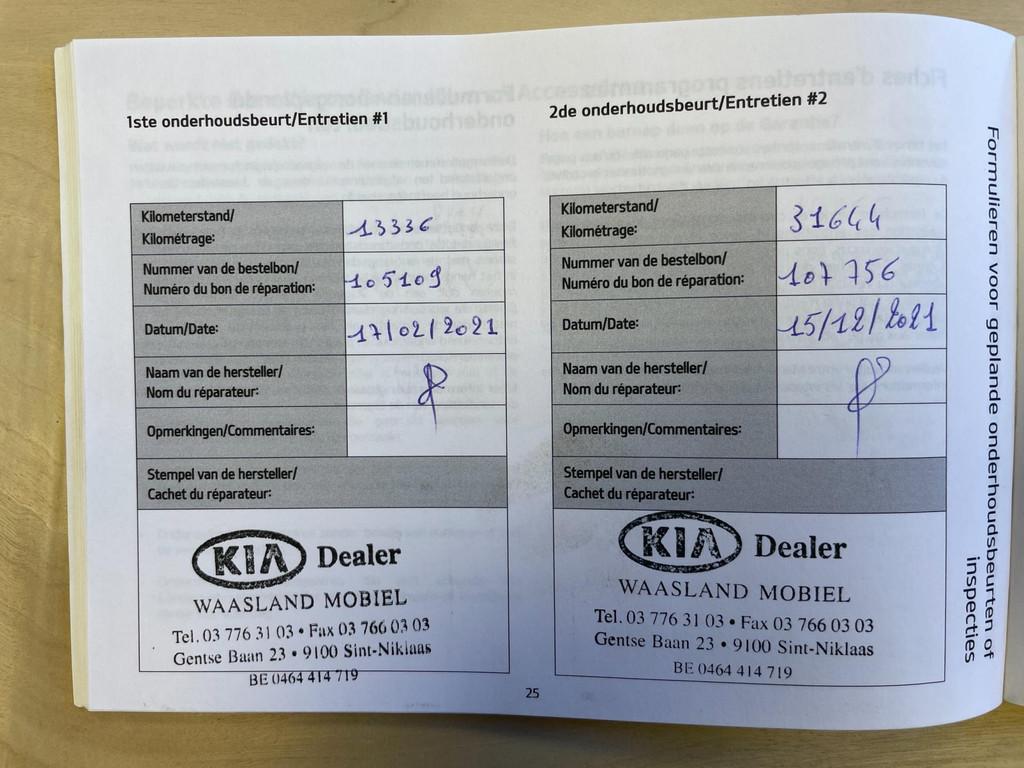 1ste onderhoudsbeurt/Entretien #1
Kilometerstand/
Kilométrage:
13336
Nummer van de bestelbon/
Numéro du bon de réparation:
105109
Datum/Date:
17/02/2021
Naam van de hersteller/
Nom du réparateur:
Opmerkingen/Commentaires:
Stempel van de hersteller/
Cachet du réparateur:
KIA Dealer
WAASLAND MOBIEL
Tel. 03 776 31 03 • Fax 03 766 03 03
Gentse Baan 23 • 9100 Sint-Niklaas
BE 0464 414 719
2de onderhoudsbeurt/Entretien #2
Kilometerstand/
Kilométrage:
31644
Nummer van de bestelbon/
Numéro du bon de réparation:
107 756
Datum/Date:
15/12/2021
Naam van de hersteller/
Nom du réparateur:
Opmerkingen/Commentaires:
Stempel van de hersteller/
Cachet du réparateur:
KIA Dealer
WAASLAND MOBIEL
Tel. 03 776 31 03 • Fax 03 766 03 03
Gentse Baan 23 • 9100 Sint-Niklaas
BE 0464 414 719
25
Formulieren voor geplande onderhoudsbeurten of
inspecties